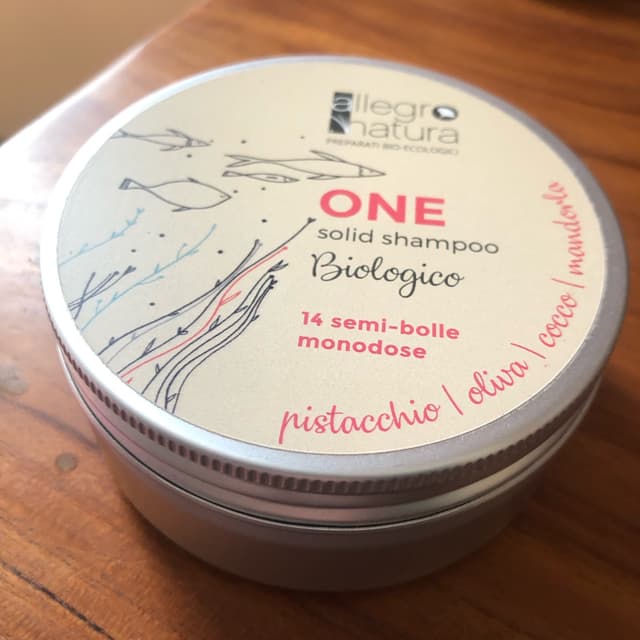 allegro
natura
PREPARATI BIO-ECOLOGICI
ONE
solid shampoo
Biologico
14 semi-bolle
monodose
pistacchio | oliva | cocco | mandorla